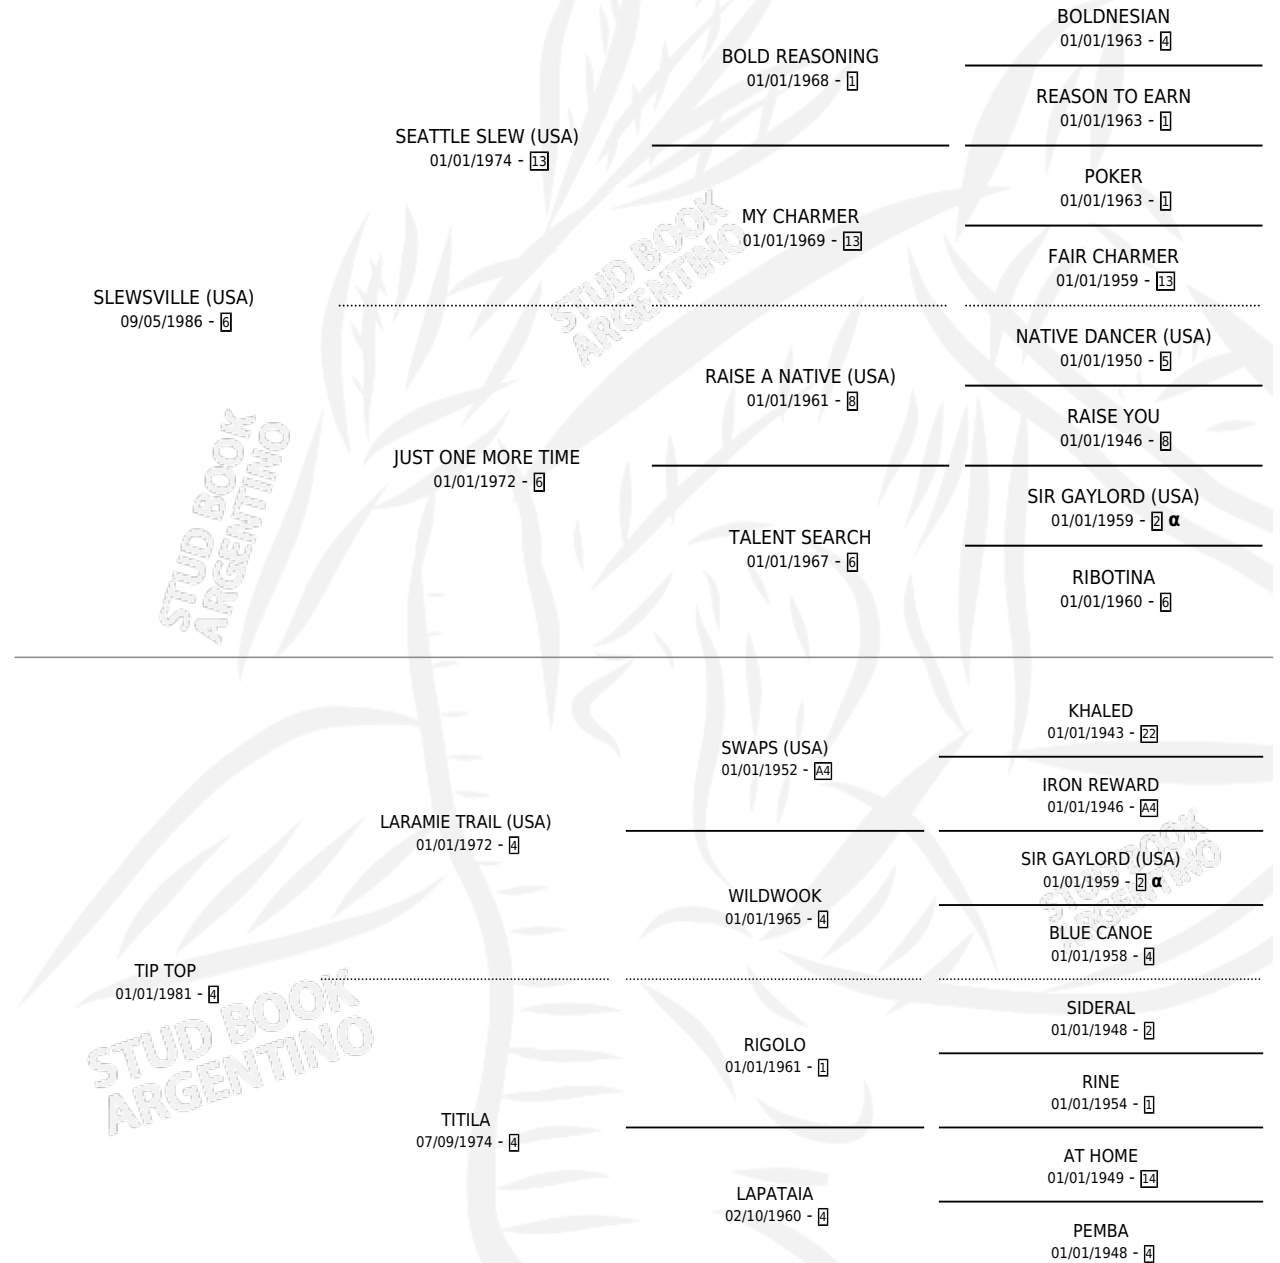 BOLDNESIAN
01/01/1963 - 4
BOLD REASONING
01/01/1968 - 1
REASON TO EARN
01/01/1963 - 1
SEATTLE SLEW (USA)
01/01/1974 - 13
POKER
01/01/1963 - 1
MY CHARMER
01/01/1969 - 13
FAIR CHARMER
01/01/1959 - 13
SLEWSVILLE (USA)
09/05/1986 - 6
NATIVE DANCER (USA)
01/01/1950 - 5
RAISE A NATIVE (USA)
01/01/1961 - 8
RAISE YOU
01/01/1946 - 8
JUST ONE MORE TIME
01/01/1972 - 6
SIR GAYLORD (USA)
01/01/1959 - 2 α
TALENT SEARCH
01/01/1967 - 6
RIBOTINA
01/01/1960 - 6
KHALED
01/01/1943 - 22
SWAPS (USA)
01/01/1952 - A4
IRON REWARD
01/01/1946 - A4
LARAMIE TRAIL (USA)
01/01/1972 - 4
SIR GAYLORD (USA)
01/01/1959 - 2 α
WILDWOOK
01/01/1965 - 4
BLUE CANOE
01/01/1958 - 4
TIP TOP
01/01/1981 - 4
SIDERAL
01/01/1948 - 2
RIGOLO
01/01/1961 - 1
RINE
01/01/1954 - 1
TITILA
07/09/1974 - 4
AT HOME
01/01/1949 - 14
LAPATAIA
02/10/1960 - 4
PEMBA
01/01/1948 - 4
STUD BOOK
ARGENTINO
STUD BOOK
ARGENTINO
STUD BOOK
ARGENTINO
STUD BOOK
ARGENTINO